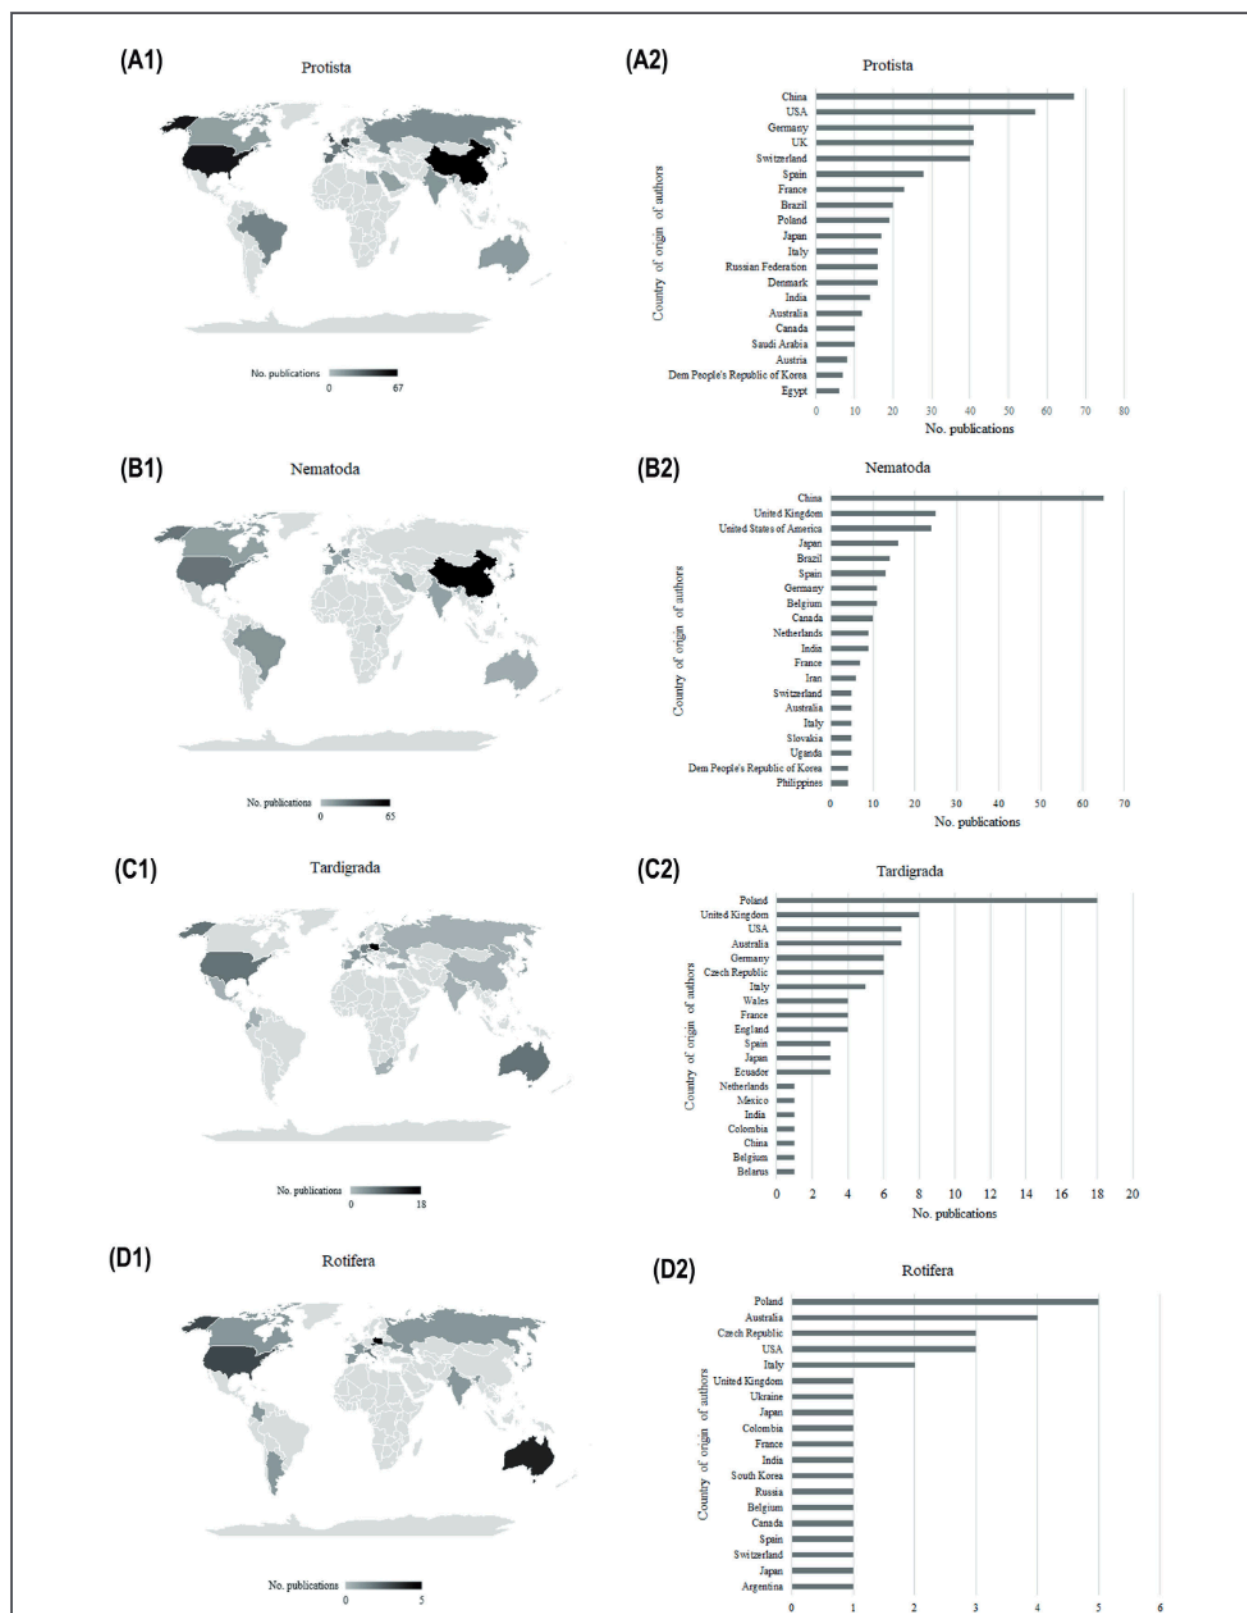 (A1)
Protista
No. publications
0 67
(A2)
Protista
Country of origin of authors
China
USA
Germany
UK
Switzerland
Spain
France
Brazil
Poland
Japan
Italy
Russian Federation
Denmark
India
Australia
Canada
Saudi Arabia
Austria
Dem People's Republic of Korea
Egypt
0 10 20 30 40 50 60 70 80
No. publications
(B1)
Nematoda
No. publications
0 65
(B2)
Nematoda
Country of origin of authors
China
United Kingdom
United States of America
Japan
Brazil
Spain
Germany
Belgium
Canada
Netherlands
India
France
Iran
Switzerland
Australia
Italy
Slovakia
Uganda
Dem People's Republic of Korea
Philippines
0 10 20 30 40 50 60 70
No. publications
(C1)
Tardigrada
No. publications
0 18
(C2)
Tardigrada
Country of origin of authors
Poland
United Kingdom
USA
Australia
Germany
Czech Republic
Italy
Wales
France
England
Spain
Japan
Ecuador
Netherlands
Mexico
India
Colombia
China
Belgium
Belarus
0 2 4 6 8 10 12 14 16 18 20
No. publications
(D1)
Rotifera
No. publications
0 5
(D2)
Rotifera
Country of origin of authors
Poland
Australia
Czech Republic
USA
Italy
United Kingdom
Ukraine
Japan
Colombia
France
India
South Korea
Russia
Belgium
Canada
Spain
Switzerland
Japan
Argentina
0 1 2 3 4 5 6